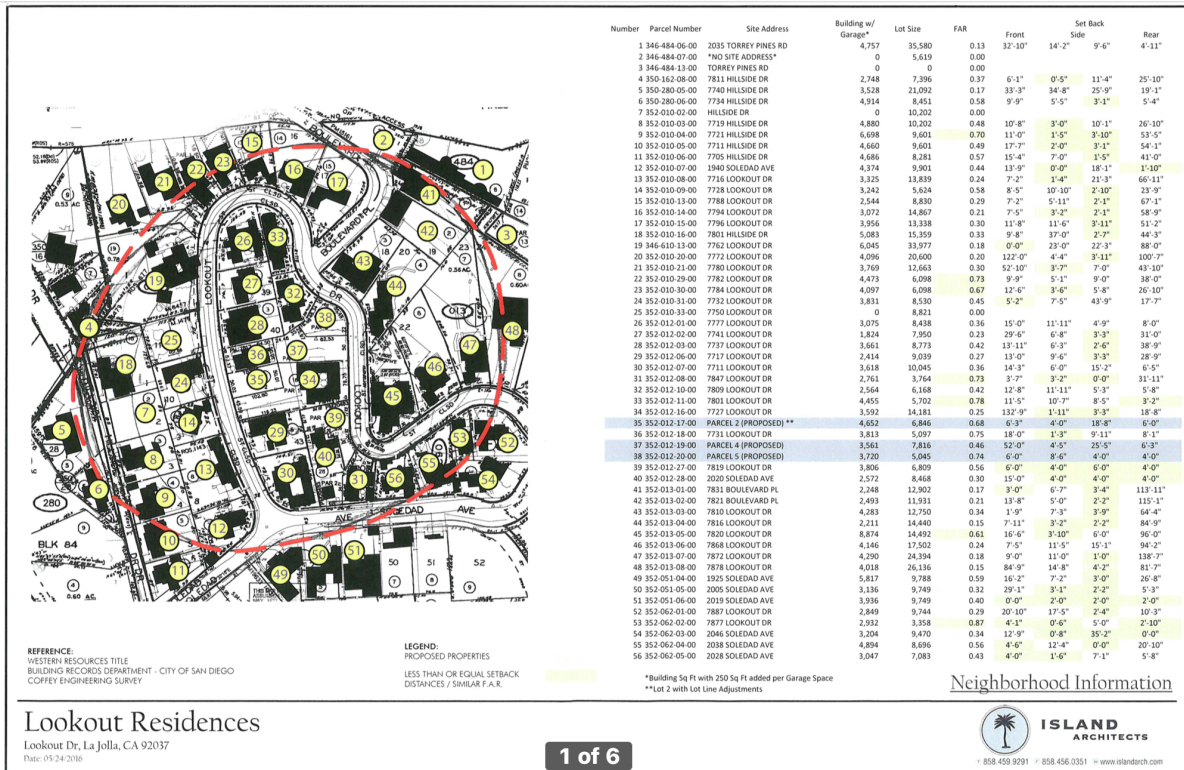 Number Parcel Number Site Address Building w/ Garage* Lot Size FAR Set Back Front Side Rear
1 346-484-06-00 2035 TORREY PINES RD 4,757 35,580 0.13 32'-10" 14'-2" 9'-6" 4'-11"
2 346-484-07-00 *NO SITE ADDRESS* 0 5,619 0.00
3 346-484-13-00 TORREY PINES RD 0 0 0.00
4 350-162-08-00 7811 HILLSIDE DR 2,748 7,396 0.37 6'-1" 0'-5" 11'-4" 25'-10"
5 350-280-05-00 7740 HILLSIDE DR 3,528 21,092 0.17 33'-3" 34'-8" 25'-9" 19'-1"
6 350-280-06-00 7734 HILLSIDE DR 4,914 8,451 0.58 9'-9" 5'-5" 3'-1" 5'-4"
7 352-010-02-00 HILLSIDE DR 0 10,202 0.00
8 352-010-03-00 7719 HILLSIDE DR 4,880 10,202 0.48 10'-8" 3'-0" 10'-1" 26'-10"
9 352-010-04-00 7721 HILLSIDE DR 6,698 9,601 0.70 11'-0" 1'-5" 3'-10" 53'-5"
10 352-010-05-00 7711 HILLSIDE DR 4,660 9,601 0.49 17'-7" 2'-0" 3'-1" 54'-1"
11 352-010-06-00 7705 HILLSIDE DR 4,686 8,281 0.57 15'-4" 7'-0" 1'-5" 41'-0"
12 352-010-07-00 1940 SOLEDAD AVE 4,374 9,901 0.44 13'-9" 0'-0" 18'-1" 1'-10"
13 352-010-08-00 7716 LOOKOUT DR 3,325 13,839 0.24 7'-2" 1'-4" 21'-3" 66'-11"
14 352-010-09-00 7728 LOOKOUT DR 3,242 5,624 0.58 8'-5" 10'-10" 2'-10" 23'-9"
15 352-010-13-00 7788 LOOKOUT DR 2,544 8,830 0.29 7'-2" 5'-11" 2'-1" 67'-1"
16 352-010-14-00 7794 LOOKOUT DR 3,072 14,867 0.21 7'-5" 3'-2" 2'-1" 58'-9"
17 352-010-15-00 7796 LOOKOUT DR 3,956 13,338 0.30 11'-8" 11'-6" 3'-11" 51'-2"
18 352-010-16-00 7801 HILLSIDE DR 5,083 15,359 0.33 9'-8" 37'-0" 2'-7" 44'-3"
19 346-610-13-00 7762 LOOKOUT DR 6,045 33,977 0.18 0'-0" 23'-0" 22'-3" 88'-0"
20 352-010-20-00 7772 LOOKOUT DR 4,096 20,600 0.20 122'-0" 4'-4" 3'-11" 100'-7"
21 352-010-21-00 7780 LOOKOUT DR 3,769 12,663 0.30 52'-10" 3'-7" 7'-0" 43'-10"
22 352-010-29-00 7782 LOOKOUT DR 4,473 6,098 0.73 9'-9" 5'-1" 9'-0" 38'-0"
23 352-010-30-00 7784 LOOKOUT DR 4,097 6,098 0.67 12'-6" 3'-6" 5'-8" 26'-10"
24 352-010-31-00 7732 LOOKOUT DR 3,831 8,530 0.45 5'-2" 7'-5" 43'-9" 17'-7"
25 352-010-33-00 7750 LOOKOUT DR 0 8,821 0.00
26 352-012-01-00 7777 LOOKOUT DR 3,075 8,438 0.36 15'-0" 11'-11" 4'-9" 8'-0"
27 352-012-02-00 7741 LOOKOUT DR 1,824 7,950 0.23 29'-6" 6'-8" 3'-3" 31'-0"
28 352-012-03-00 7737 LOOKOUT DR 3,661 8,773 0.42 13'-11" 6'-3" 2'-6" 38'-9"
29 352-012-06-00 7717 LOOKOUT DR 2,414 9,039 0.27 13'-0" 9'-6" 3'-3" 28'-9"
30 352-012-07-00 7711 LOOKOUT DR 3,618 10,045 0.36 14'-3" 6'-0" 15'-2" 6'-5"
31 352-012-08-00 7847 LOOKOUT DR 2,761 3,764 0.73 3'-7" 3'-2" 0'-0" 31'-11"
32 352-012-10-00 7809 LOOKOUT DR 2,564 6,168 0.42 12'-8" 11'-11" 5'-3" 5'-8"
33 352-012-11-00 7801 LOOKOUT DR 4,455 5,702 0.78 11'-5" 10'-7" 8'-5" 3'-2"
34 352-012-16-00 7727 LOOKOUT DR 3,592 14,181 0.25 132'-9" 1'-11" 3'-3" 18'-8"
35 352-012-17-00 PARCEL 2 (PROPOSED) ** 4,652 6,846 0.68 6'-3" 4'-0" 18'-8" 6'-0"
36 352-012-18-00 7731 LOOKOUT DR 3,813 5,097 0.75 18'-0" 1'-3" 9'-11" 8'-1"
37 352-012-19-00 PARCEL 4 (PROPOSED) 3,561 7,816 0.46 52'-0" 4'-5" 25'-5" 6'-3"
38 352-012-20-00 PARCEL 5 (PROPOSED) 3,720 5,045 0.74 6'-0" 8'-6" 4'-0" 4'-0"
39 352-012-27-00 7819 LOOKOUT DR 3,806 6,809 0.56 6'-0" 4'-0" 6'-0" 4'-0"
40 352-012-28-00 2020 SOLEDAD AVE 2,572 8,468 0.30 15'-0" 4'-0" 4'-0" 4'-0"
41 352-013-01-00 7831 BOULEVARD PL 2,248 12,902 0.17 3'-0" 6'-7" 3'-4" 113'-11"
42 352-013-02-00 7821 BOULEVARD PL 2,493 11,931 0.21 13'-8" 5'-0" 2'-2" 115'-1"
43 352-013-03-00 7810 LOOKOUT DR 4,283 12,750 0.34 1'-9" 7'-3" 3'-9" 64'-4"
44 352-013-04-00 7816 LOOKOUT DR 2,211 14,440 0.15 7'-11" 3'-2" 2'-2" 84'-9"
45 352-013-05-00 7820 LOOKOUT DR 8,874 14,492 0.61 16'-6" 3'-10" 6'-0" 96'-0"
46 352-013-06-00 7868 LOOKOUT DR 4,146 17,502 0.24 7'-5" 11'-5" 15'-1" 94'-2"
47 352-013-07-00 7872 LOOKOUT DR 4,290 24,394 0.18 9'-0" 11'-0" 1'-0" 138'-7"
48 352-013-08-00 7878 LOOKOUT DR 4,018 26,136 0.15 84'-9" 14'-8" 4'-2" 81'-7"
49 352-051-04-00 1925 SOLEDAD AVE 5,817 9,788 0.59 16'-2" 7'-2" 3'-0" 26'-8"
50 352-051-05-00 2005 SOLEDAD AVE 3,136 9,749 0.32 29'-1" 3'-1" 2'-2" 5'-3"
51 352-051-06-00 2019 SOLEDAD AVE 3,936 9,749 0.40 0'-0" 2'-0" 2'-0" 2'-0"
52 352-062-01-00 7887 LOOKOUT DR 2,849 9,744 0.29 20'-10" 17'-5" 2'-4" 10'-3"
53 352-062-02-00 7877 LOOKOUT DR 2,932 3,358 0.87 4'-1" 0'-6" 5'-0" 2'-10"
54 352-062-03-00 2046 SOLEDAD AVE 3,204 9,470 0.34 12'-9" 0'-8" 35'-2" 0'-0"
55 352-062-04-00 2038 SOLEDAD AVE 4,894 8,696 0.56 4'-6" 12'-4" 0'-0" 20'-10"
56 352-062-05-00 2028 SOLEDAD AVE 3,047 7,083 0.43 4'-0" 1'-6" 7'-1" 5'-8"
*Building Sq Ft with 250 Sq Ft added per Garage Space
**Lot 2 with Lot Line Adjustments
Neighborhood Information
LOOKOUT
BOULEVARD PL
DR
SOLEDAD AVE
AVE
BLK 84
280
0.60 AC.
0.53 AC
484
50 51 52
REFERENCE:
WESTERN RESOURCES TITLE
BUILDING RECORDS DEPARTMENT - CITY OF SAN DIEGO
COFFEY ENGINEERING SURVEY
LEGEND:
PROPOSED PROPERTIES
LESS THAN OR EQUAL SETBACK
DISTANCES / SIMILAR F.A.R.
Lookout Residences
Lookout Dr, La Jolla, CA 92037
Date: 05/24/2016
1 of 6
ISLAND
ARCHITECTS
858.459.9291 858.456.0351 www.islandarch.com